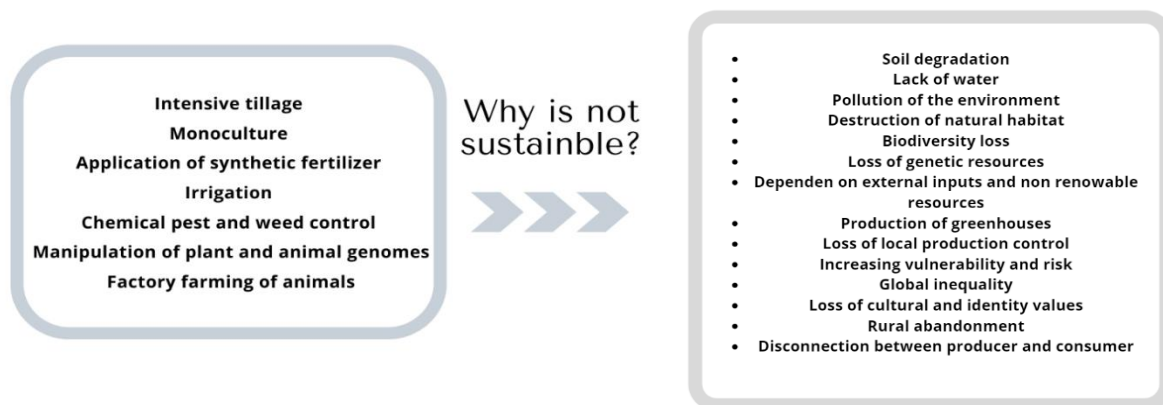 Intensive tillage
Monoculture
Application of synthetic fertilizer
Irrigation
Chemical pest and weed control
Manipulation of plant and animal genomes
Factory farming of animals
Why is not
sustainble?
• Soil degradation
• Lack of water
• Pollution of the environment
• Destruction of natural habitat
• Biodiversity loss
• Loss of genetic resources
• Dependen on external inputs and non renewable
resources
• Production of greenhouses
• Loss of local production control
• Increasing vulnerability and risk
• Global inequality
• Loss of cultural and identity values
• Rural abandonment
• Disconnection between producer and consumer